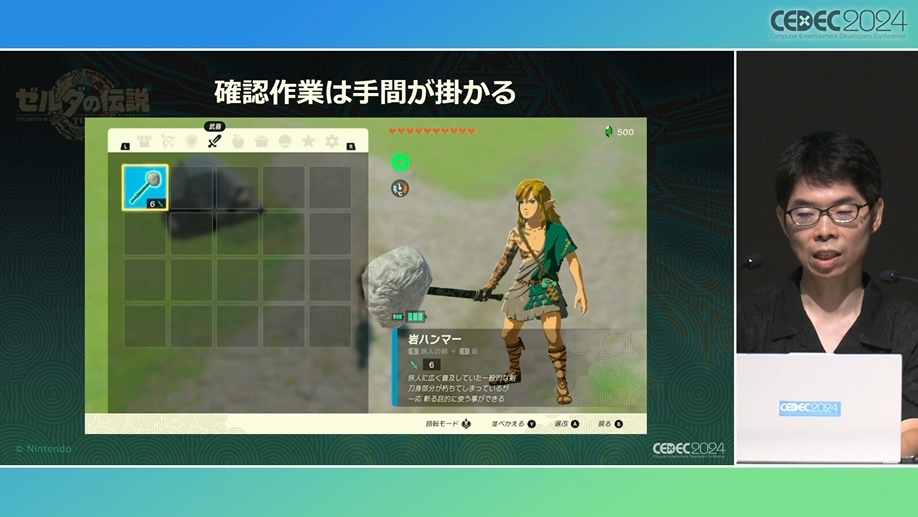 CEDEC2024
Computer Entertainment Developers Conference
ゼルダの伝説
確認作業は手間が掛かる
武器
L
R
500
6
岩ハンマー
5 旅人の剣 + 1 岩
6
旅人に広く普及していた一般的な剣
刀身部分が朽ちてしまっているが
一応 斬る目的に使う事ができる
回転モード
並べかえる Y
選ぶ A
戻る B
© Nintendo
CEDEC2024
CEDEC2024